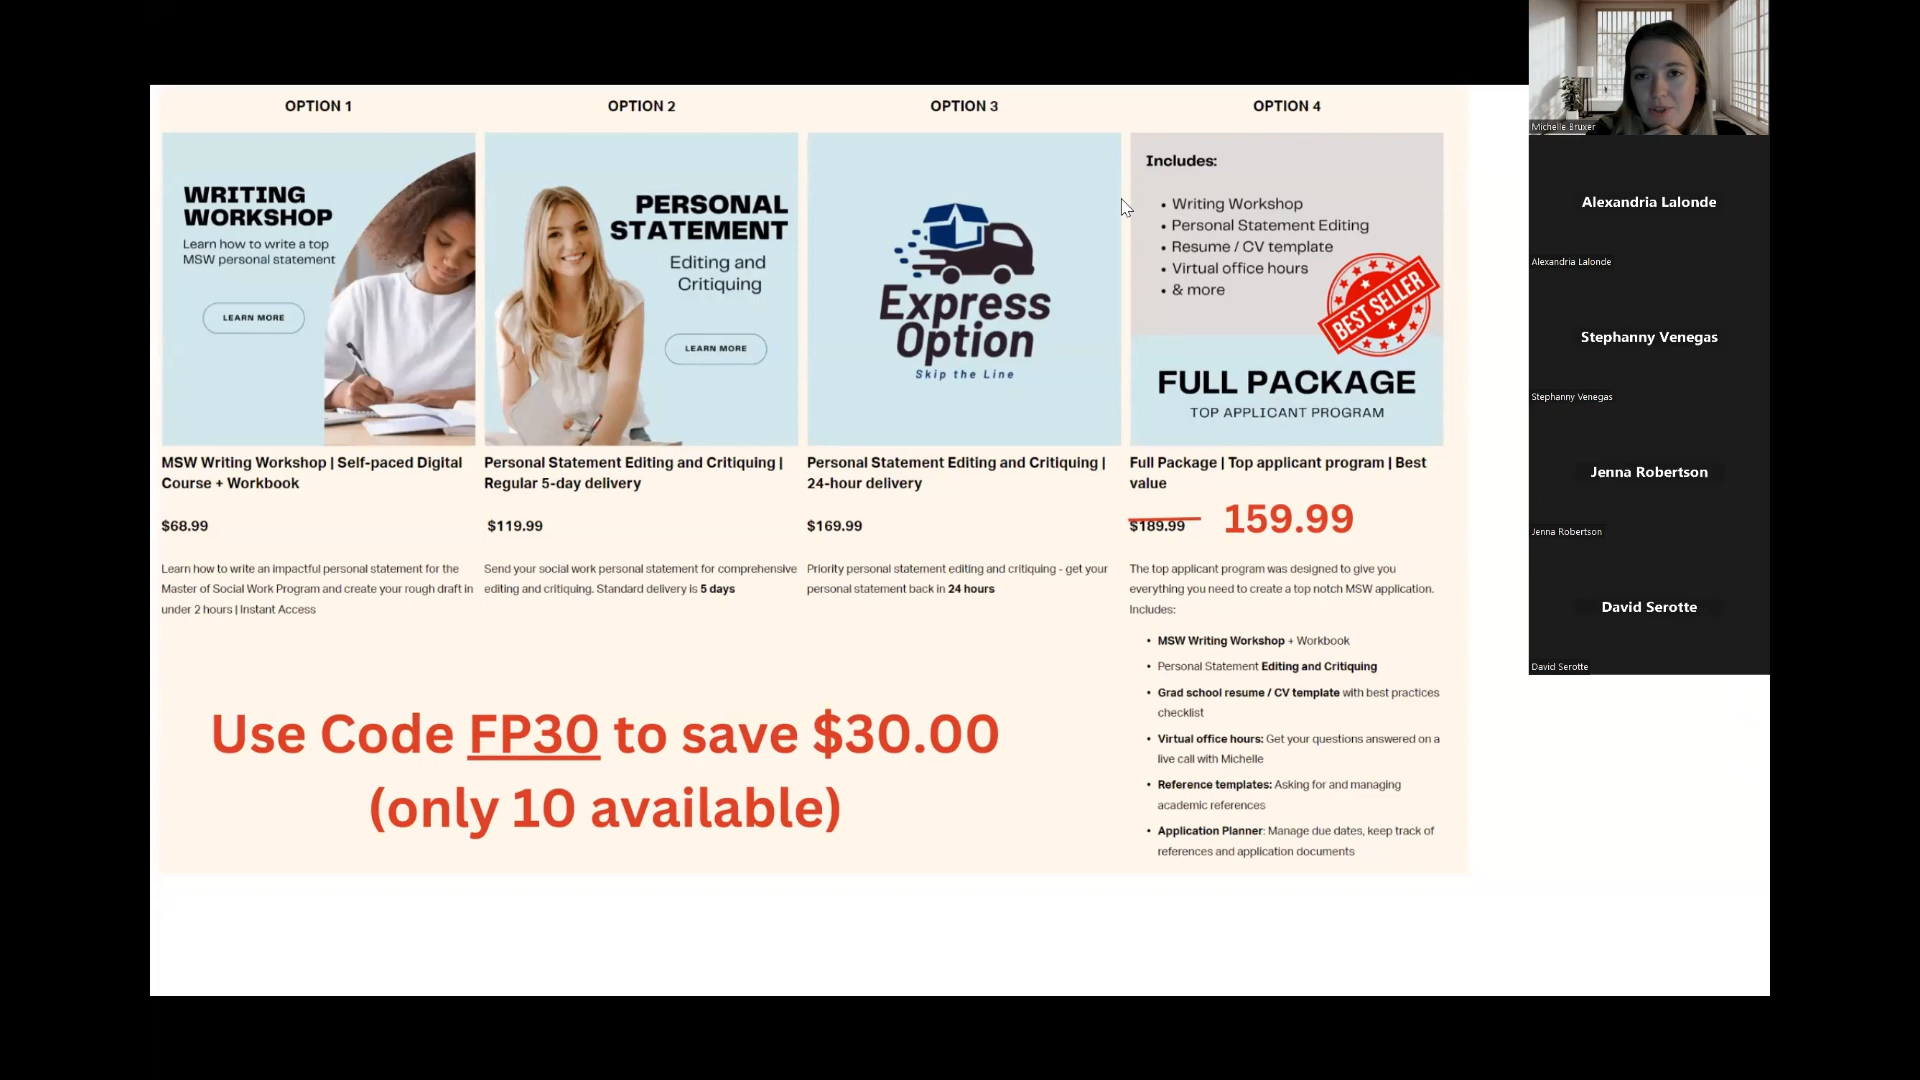 OPTION 1
WRITING
WORKSHOP
Learn how to write a top
MSW personal statement
LEARN MORE
MSW Writing Workshop | Self-paced Digital
Course + Workbook
$68.99
Learn how to write an impactful personal statement for the
Master of Social Work Program and create your rough draft in
under 2 hours | Instant Access
OPTION 2
PERSONAL
STATEMENT
Editing and
Critiquing
LEARN MORE
Personal Statement Editing and Critiquing |
Regular 5-day delivery
$119.99
Send your social work personal statement for comprehensive
editing and critiquing. Standard delivery is 5 days
OPTION 3
Express
Option
Skip the Line
Personal Statement Editing and Critiquing |
24-hour delivery
$169.99
Priority personal statement editing and critiquing - get your
personal statement back in 24 hours
OPTION 4
Includes:
• Writing Workshop
• Personal Statement Editing
• Resume / CV template
• Virtual office hours
• & more
BEST SELLER
FULL PACKAGE
TOP APPLICANT PROGRAM
Full Package | Top applicant program | Best
value
$189.99 159.99
The top applicant program was designed to give you
everything you need to create a top notch MSW application.
Includes:
• MSW Writing Workshop + Workbook
• Personal Statement Editing and Critiquing
• Grad school resume / CV template with best practices
checklist
• Virtual office hours: Get your questions answered on a
live call with Michelle
• Reference templates: Asking for and managing
academic references
• Application Planner: Manage due dates, keep track of
references and application documents
Use Code FP30 to save $30.00
(only 10 available)
Michelle Bruxer
Alexandria Lalonde
Alexandria Lalonde
Stephanny Venegas
Stephanny Venegas
Jenna Robertson
Jenna Robertson
David Serotte
David Serotte